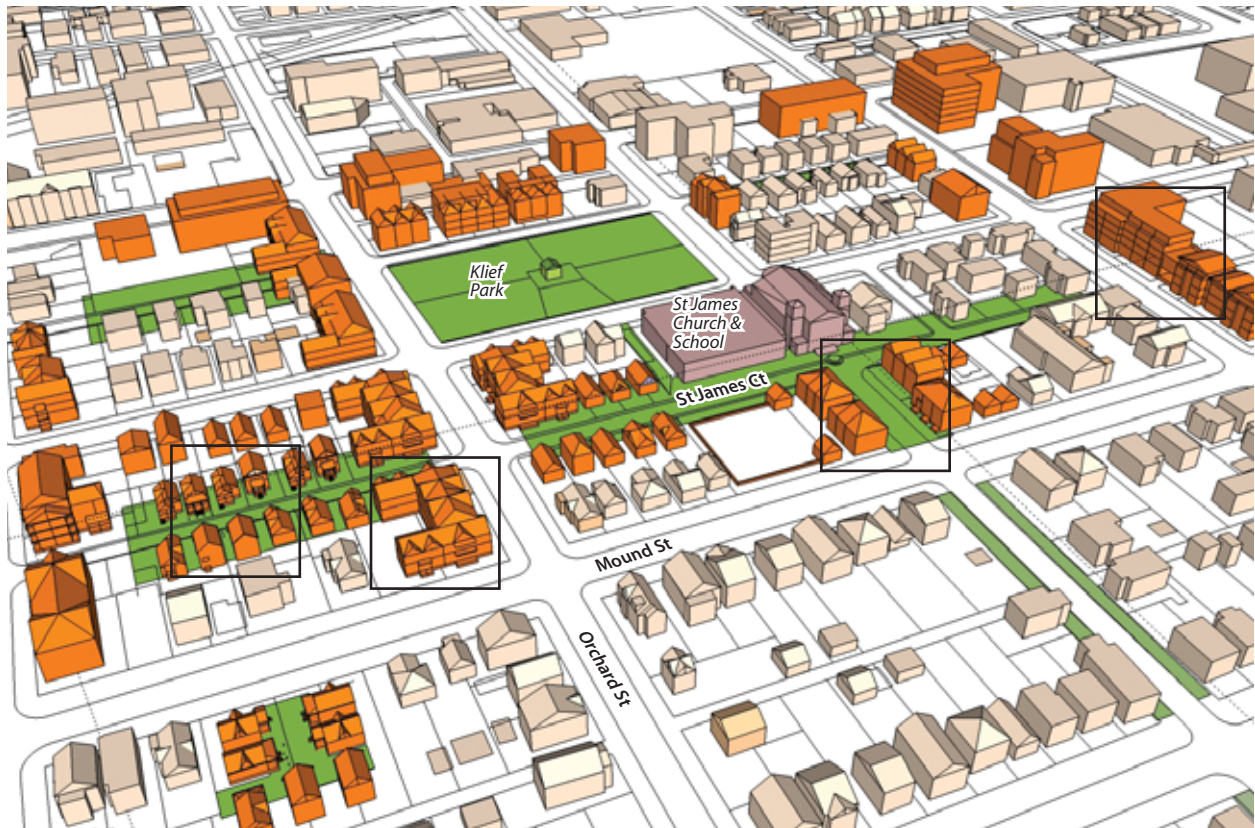 Klief
Park
St James
Church &
School
St James Ct
Mound St
Orchard St